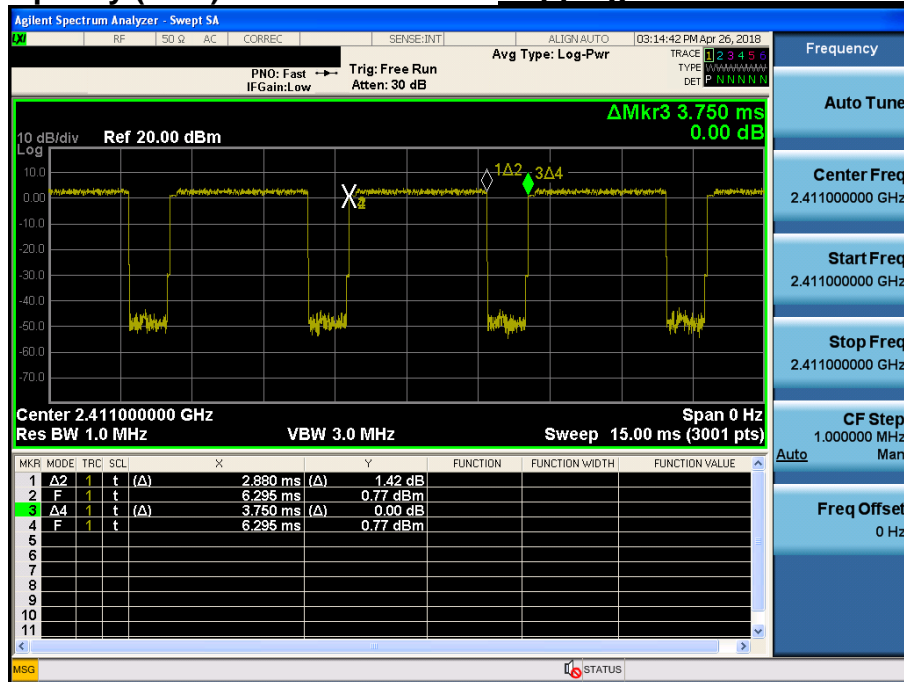 Agilent Spectrum Analyzer - Swept SA
LXI RF 50 Ω AC CORREC SENSE:INT ALIGN AUTO 03:14:42 PM Apr 26, 2018
Frequency
Avg Type: Log-Pwr TRACE 1 2 3 4 5 6
PNO: Fast Trig: Free Run TYPE WWWWWW
IFGain:Low Atten: 30 dB DET P N N N N N
Auto Tune
ΔMkr3 3.750 ms
0.00 dB
10 dB/div Ref 20.00 dBm
Log
10.0
0.00
-10.0
-20.0
-30.0
-40.0
-50.0
-60.0
-70.0
1Δ2 3Δ4
X
Center Freq
2.411000000 GHz
Start Freq
2.411000000 GHz
Stop Freq
2.411000000 GHz
Center 2.411000000 GHz Span 0 Hz
Res BW 1.0 MHz VBW 3.0 MHz Sweep 15.00 ms (3001 pts)
CF Step
1.000000 MHz
Auto Man
MKR MODE TRC SCL X Y FUNCTION FUNCTION WIDTH FUNCTION VALUE
1 Δ2 1 t (Δ) 2.880 ms (Δ) 1.42 dB
2 F 1 t 6.295 ms 0.77 dBm
3 Δ4 1 t (Δ) 3.750 ms (Δ) 0.00 dB
4 F 1 t 6.295 ms 0.77 dBm
5
6
7
8
9
10
11
Freq Offset
0 Hz
MSG STATUS